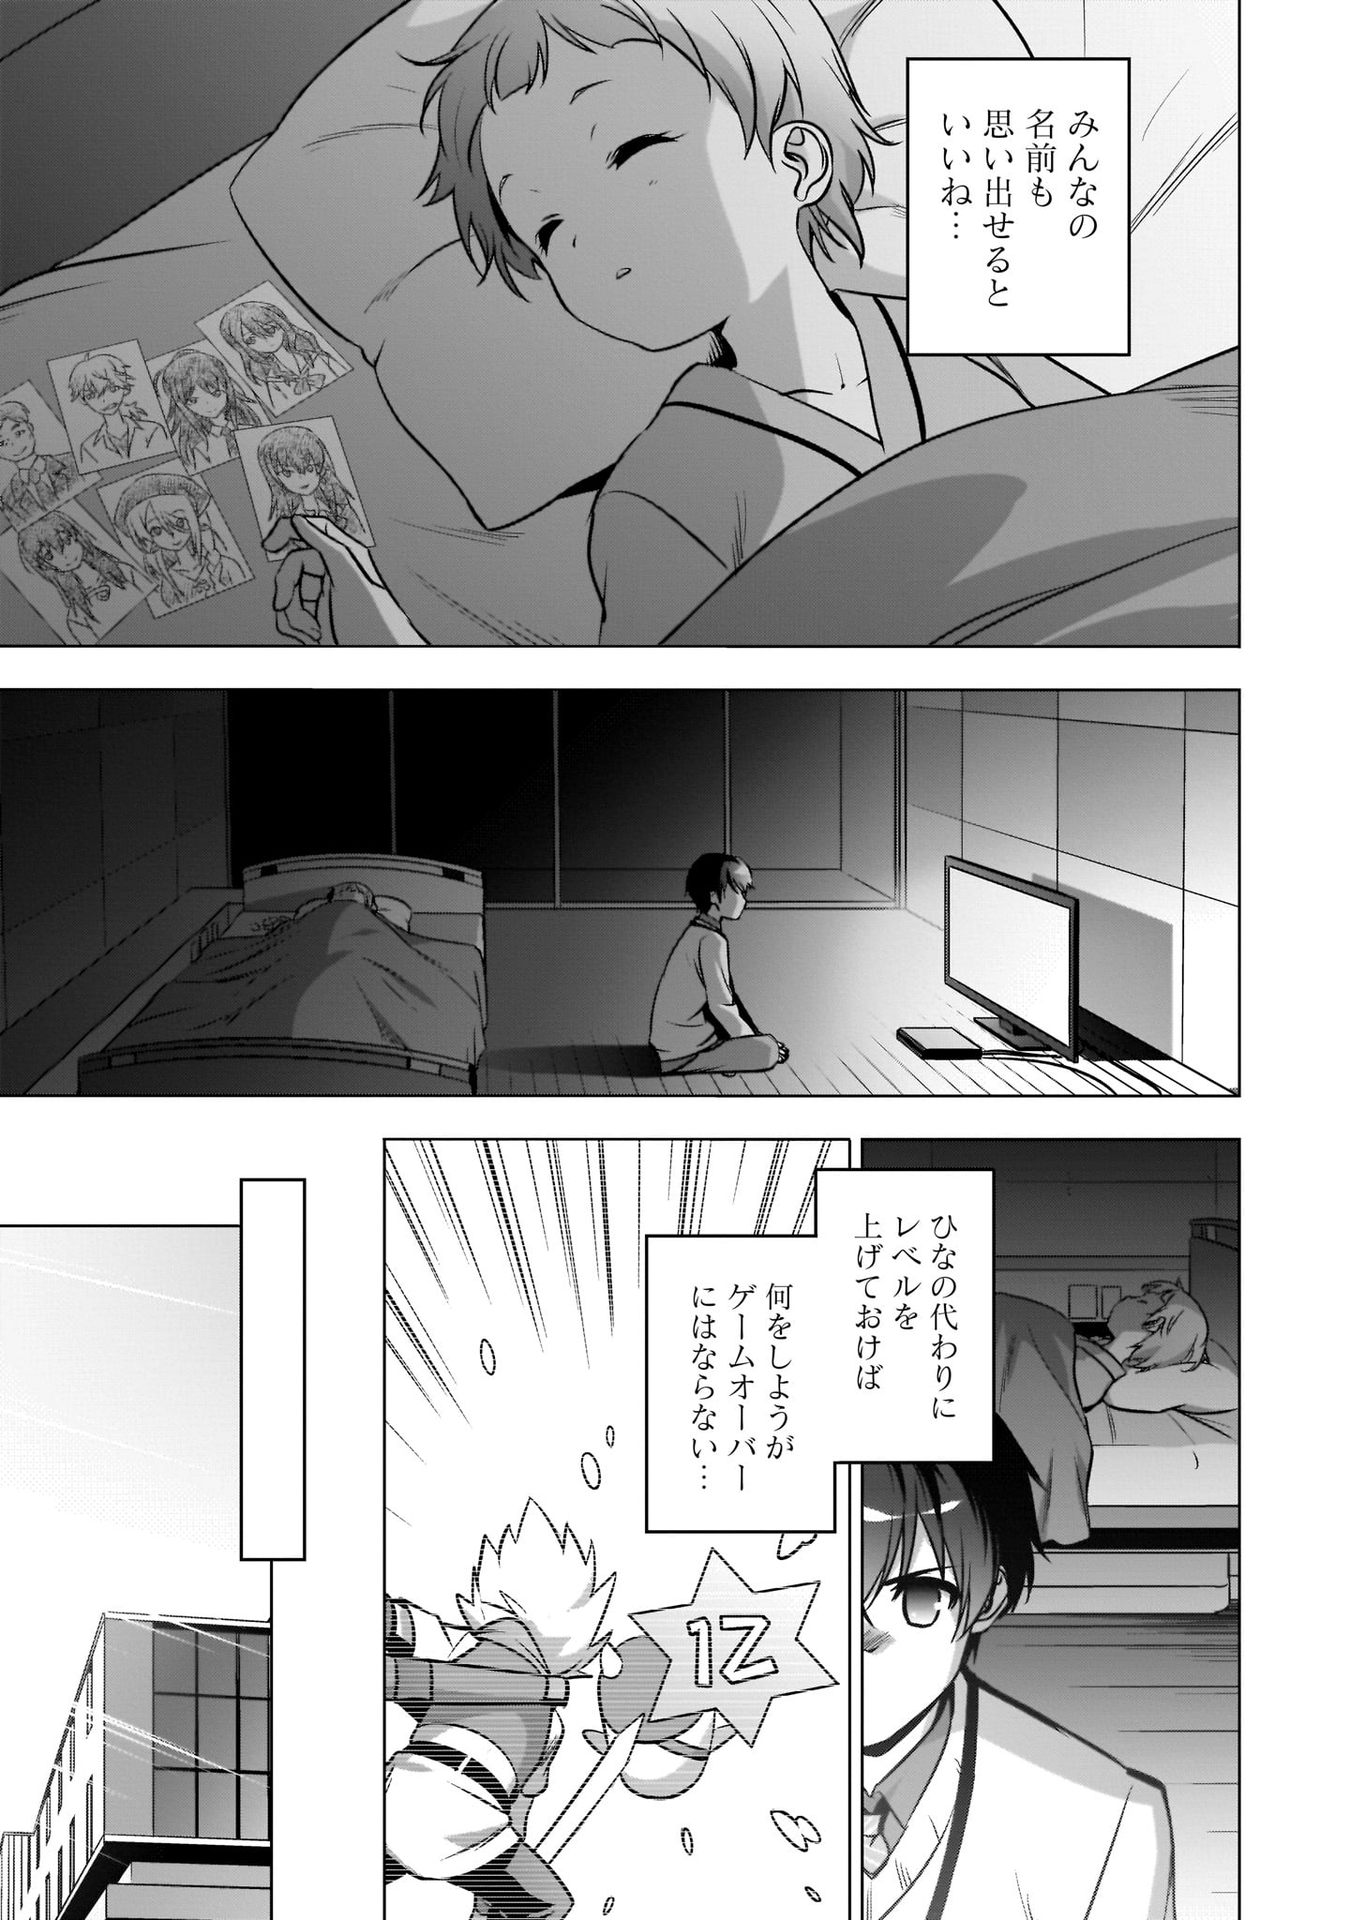 みんなの
名前も
思い出せると
いいね…
ひなの代わりに
レベルを
上げておけば
何をしようが
ゲームオーバー
にはならない…
12